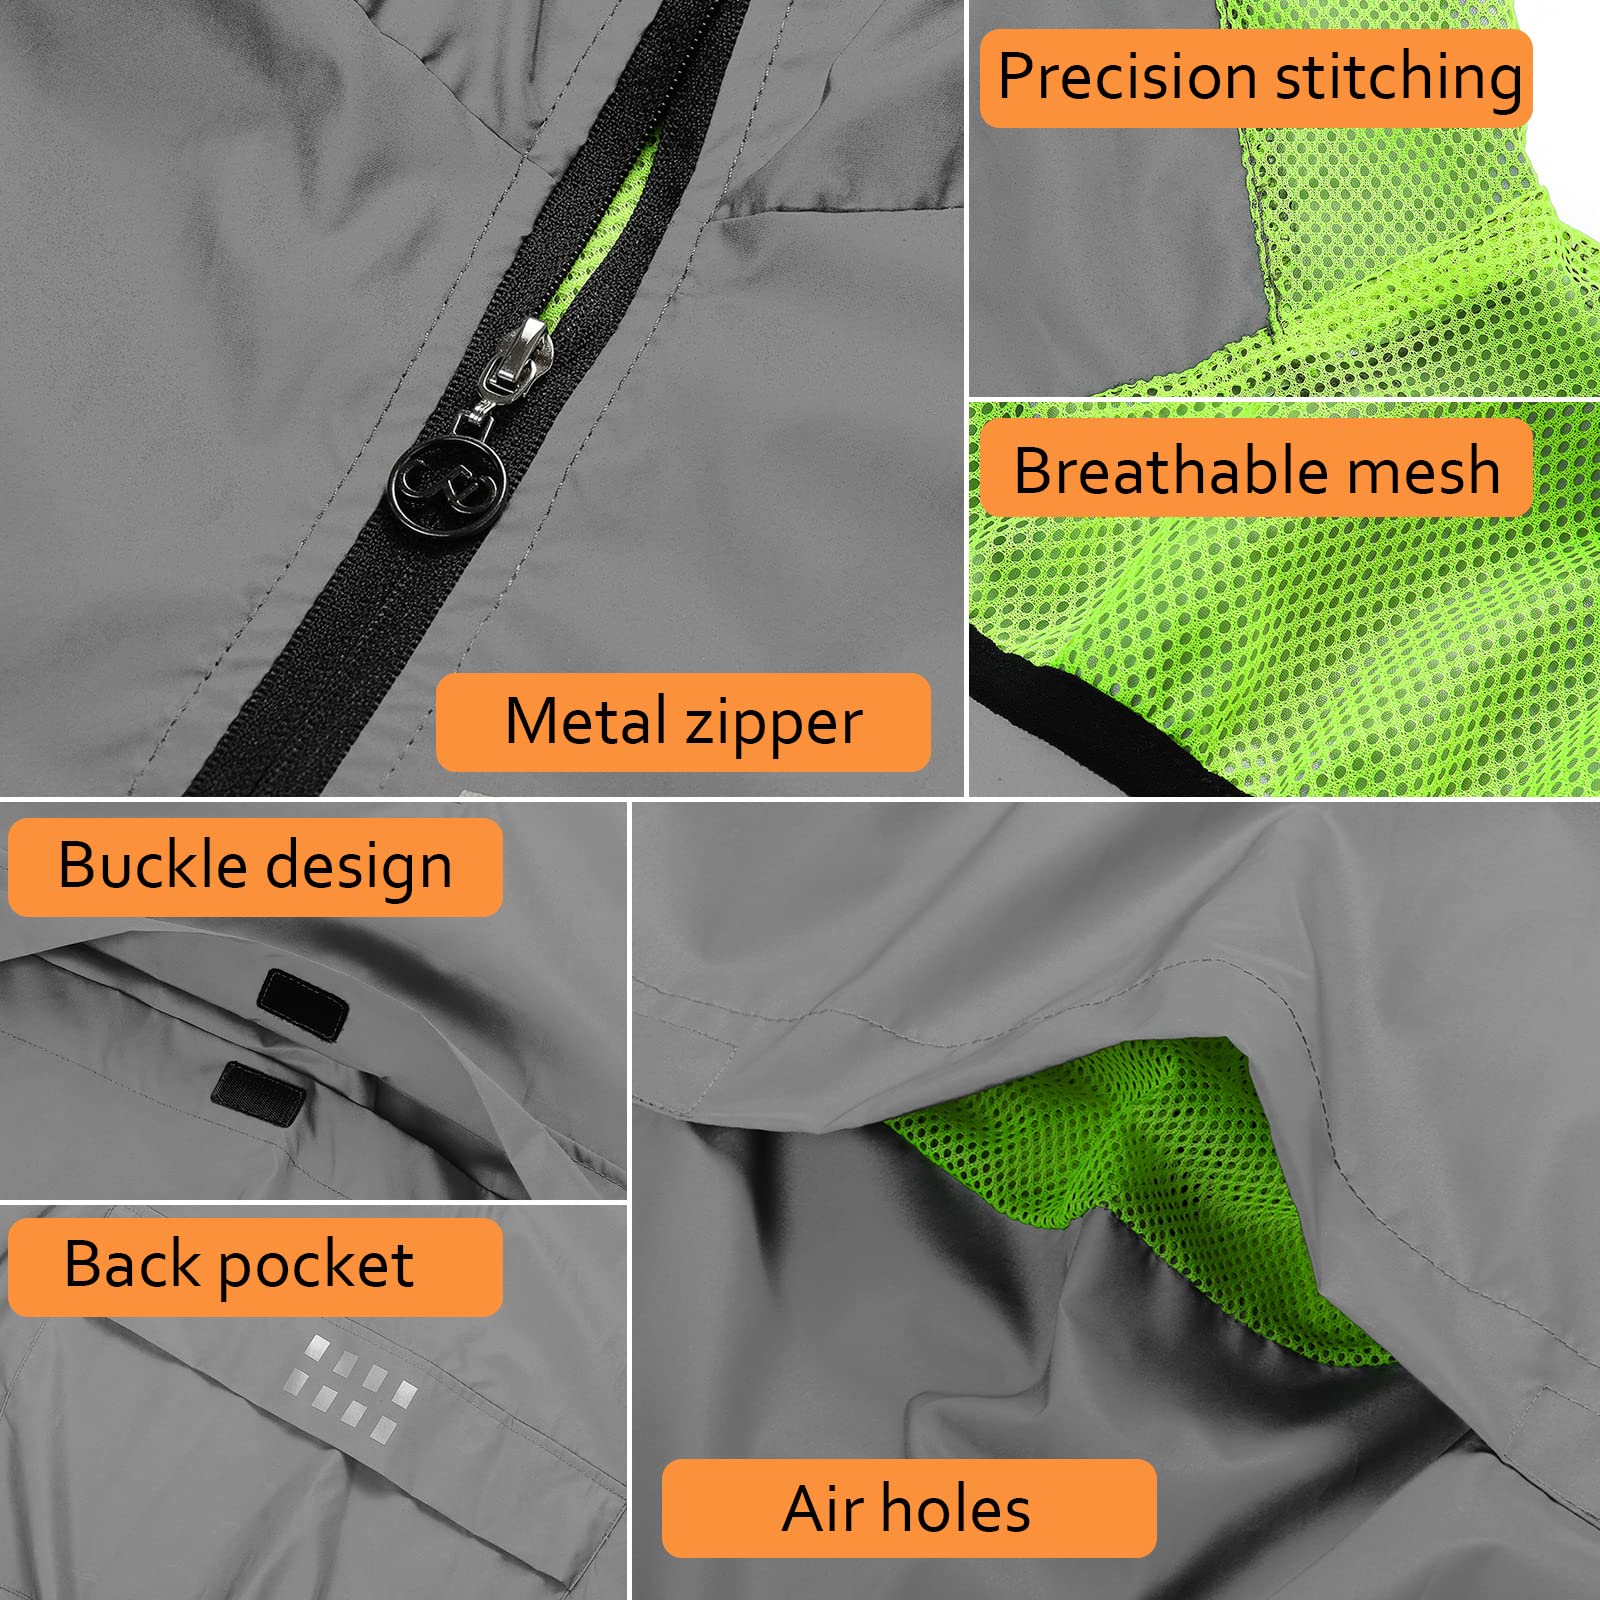 Precision stitching
Breathable mesh
Metal zipper
Buckle design
Back pocket
Air holes